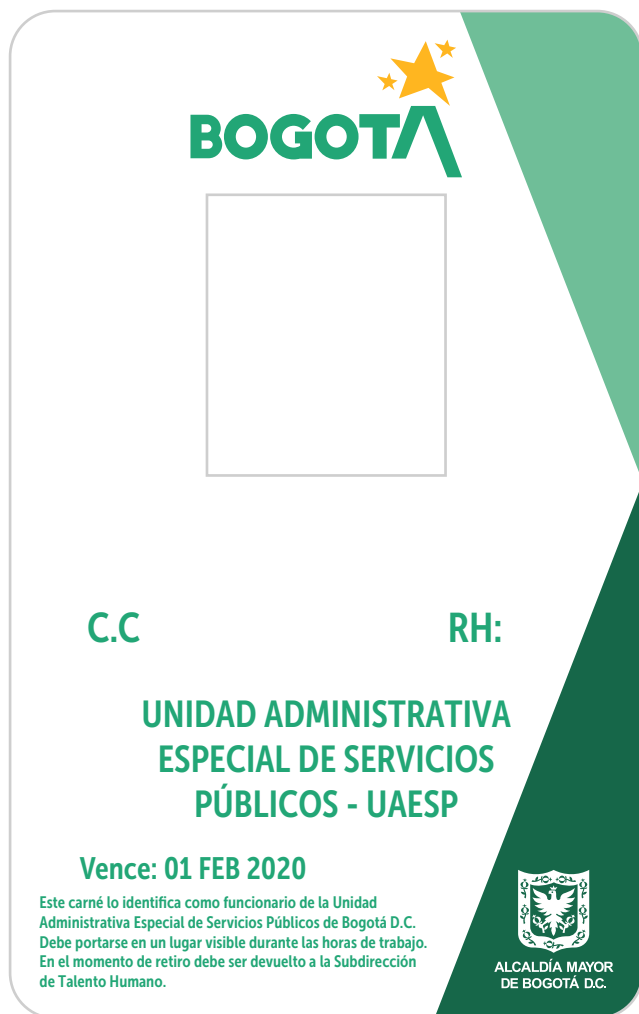 BOGOTÁ
C.C
RH:
UNIDAD ADMINISTRATIVA
ESPECIAL DE SERVICIOS
PÚBLICOS - UAESP
Vence: 01 FEB 2020
Este carné lo identifica como funcionario de la Unidad
Administrativa Especial de Servicios Públicos de Bogotá D.C.
Debe portarse en un lugar visible durante las horas de trabajo.
En el momento de retiro debe ser devuelto a la Subdirección
de Talento Humano.
ALCALDÍA MAYOR
DE BOGOTÁ D.C.